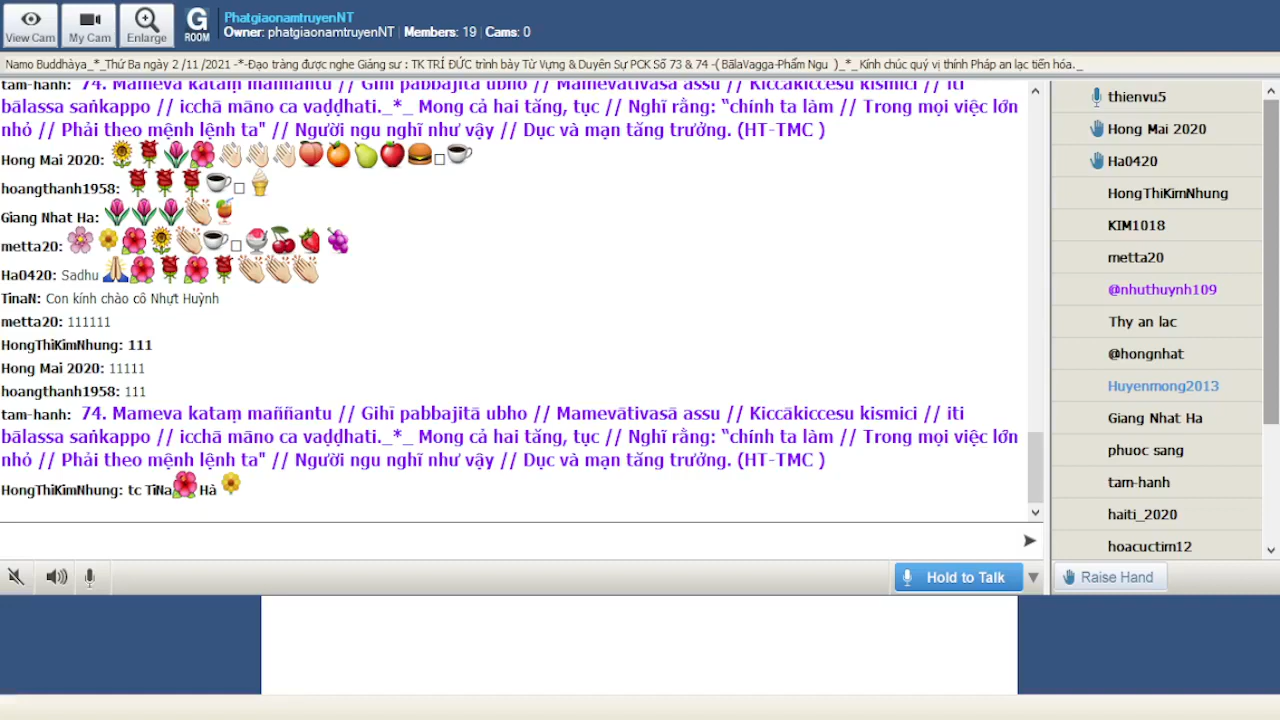 View Cam
My Cam
Enlarge
G
ROOM
PhatgiaonamtruyenNT
Owner: phatgiaonamtruyenNT | Members: 19 | Cams: 0
Namo Buddhàya_*_Thứ Ba ngày 2 /11 /2021 -*-Đạo tràng được nghe Giảng sư : TK TRÍ ĐỨC trình bày Từ Vựng & Duyên Sự PCK Số 73 & 74 -( BālaVagga-Phẩm Ngu )_*_ Kính chúc quý vị thính Pháp an lạc tiến hóa._
tam-hanh: 74. Mameva kataṃ maññantu // Gihī pabbajitā ubho // Mamevātivasā assu // Kiccākiccesu kismici // iti
bālassa saṅkappo // icchā māno ca vaḍḍhati._*_ Mong cả hai tăng, tục // Nghĩ rằng: “chính ta làm // Trong mọi việc lớn
nhỏ // Phải theo mệnh lệnh ta" // Người ngu nghĩ như vậy // Dục và mạn tăng trưởng. (HT-TMC )
Hong Mai 2020:
hoangthanh1958:
Giang Nhat Ha:
metta20:
Ha0420: Sadhu
TinaN: Con kính chào cô Nhựt Huỳnh
metta20: 111111
HongThiKimNhung: 111
Hong Mai 2020: 11111
hoangthanh1958: 111
tam-hanh: 74. Mameva kataṃ maññantu // Gihī pabbajitā ubho // Mamevātivasā assu // Kiccākiccesu kismici // iti
bālassa saṅkappo // icchā māno ca vaḍḍhati._*_ Mong cả hai tăng, tục // Nghĩ rằng: “chính ta làm // Trong mọi việc lớn
nhỏ // Phải theo mệnh lệnh ta" // Người ngu nghĩ như vậy // Dục và mạn tăng trưởng. (HT-TMC )
HongThiKimNhung: tc TiNa Hà
Hold to Talk
thienvu5
Hong Mai 2020
Ha0420
HongThiKimNhung
KIM1018
metta20
@nhuthuynh109
Thy an lac
@hongnhat
Huyenmong2013
Giang Nhat Ha
phuoc sang
tam-hanh
haiti_2020
hoacuctim12
Raise Hand